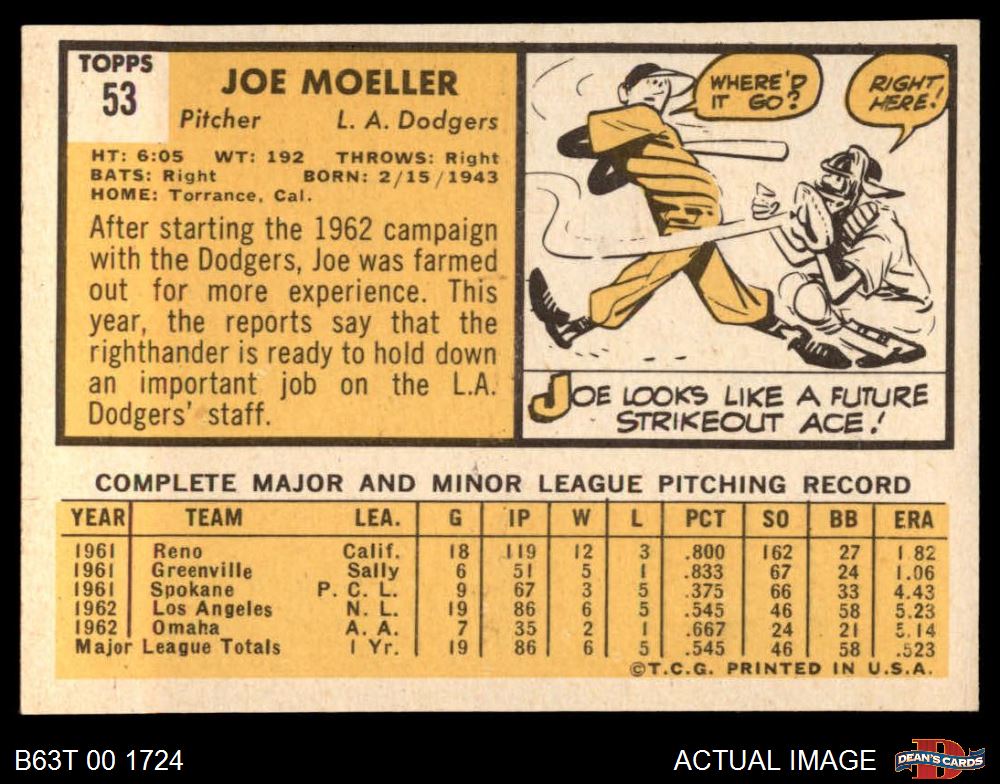 TOPPS
53
JOE MOELLER
Pitcher L. A. Dodgers
HT: 6:05 WT: 192 THROWS: Right
BATS: Right BORN: 2/15/1943
HOME: Torrance, Cal.
After starting the 1962 campaign
with the Dodgers, Joe was farmed
out for more experience. This
year, the reports say that the
righthander is ready to hold down
an important job on the L.A.
Dodgers' staff.
WHERE'D
IT GO?
RIGHT
HERE!
JOE LOOKS LIKE A FUTURE
STRIKEOUT ACE!
COMPLETE MAJOR AND MINOR LEAGUE PITCHING RECORD
YEAR TEAM LEA. G IP W L PCT SO BB ERA
1961 Reno Calif. 18 119 12 3 .800 162 27 1.82
1961 Greenville Sally 6 51 5 1 .833 67 24 1.06
1961 Spokane P. C. L. 9 67 3 5 .375 66 33 4.43
1962 Los Angeles N. L. 19 86 6 5 .545 46 58 5.23
1962 Omaha A. A. 7 35 2 1 .667 24 21 5.14
Major League Totals 1 Yr. 19 86 6 5 .545 46 58 .523
©T.C.G. PRINTED IN U.S.A.
B63T 00 1724 ACTUAL IMAGE
D
DEAN'S CARDS